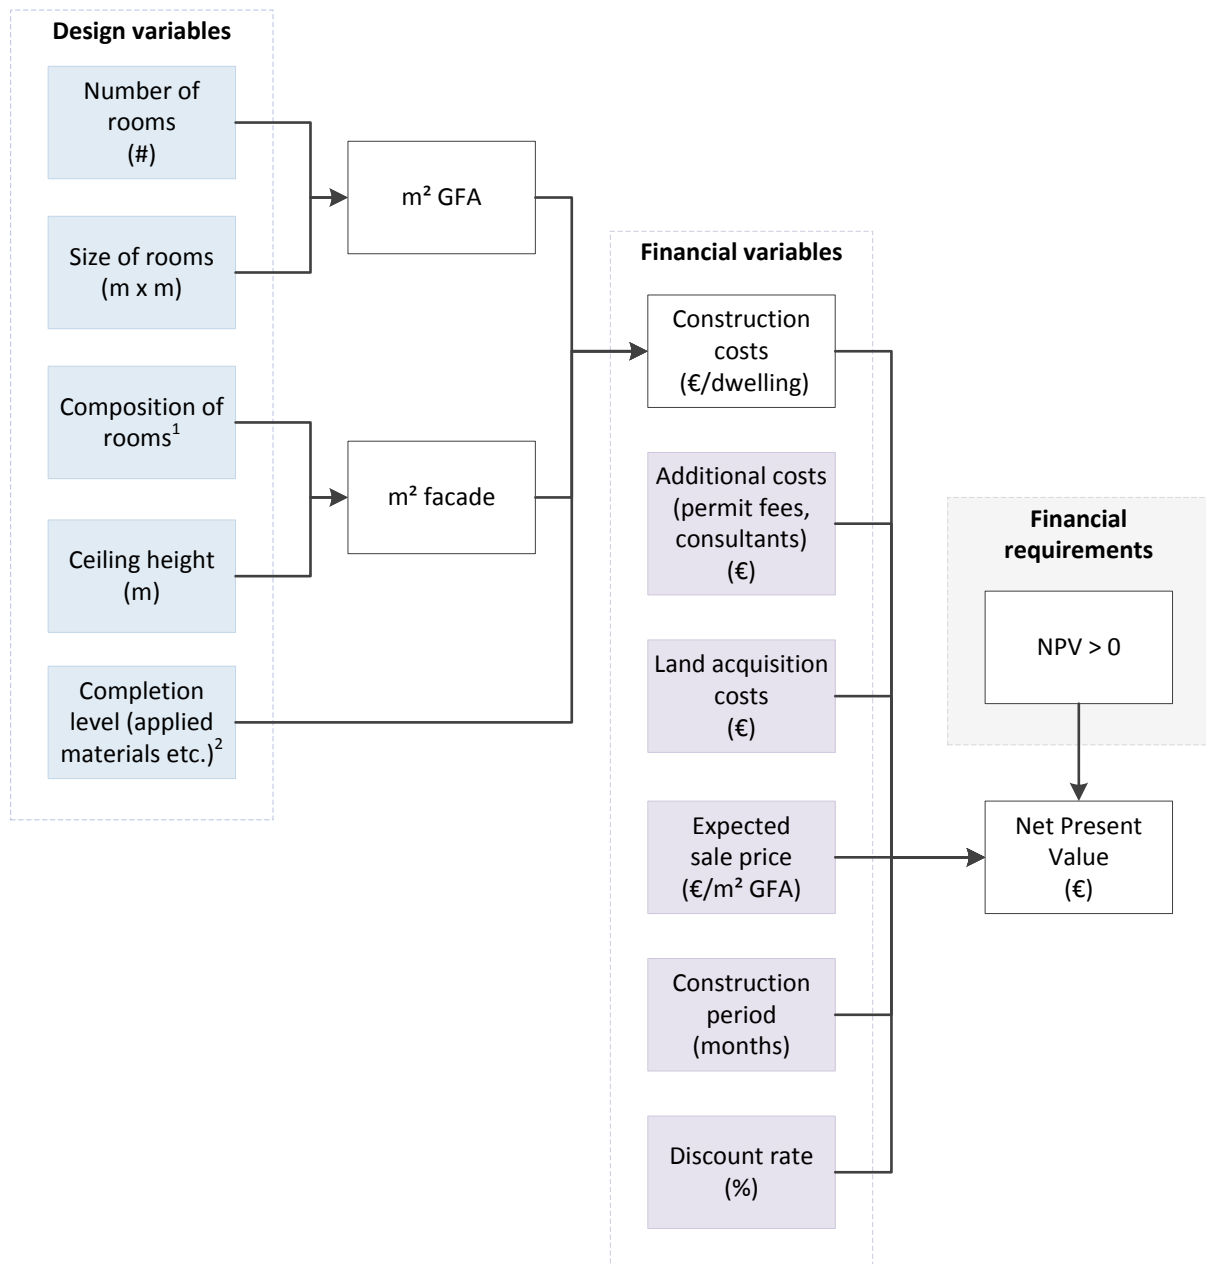 Design variables
Number of
rooms
(#)
Size of rooms
(m x m)
Composition of
rooms¹
Ceiling height
(m)
Completion
level (applied
materials etc.)²
m² GFA
m² facade
Financial variables
Construction
costs
(€/dwelling)
Additional costs
(permit fees,
consultants)
(€)
Land acquisition
costs
(€)
Expected
sale price
(€/m² GFA)
Construction
period
(months)
Discount rate
(%)
Financial
requirements
NPV > 0
Net Present
Value
(€)